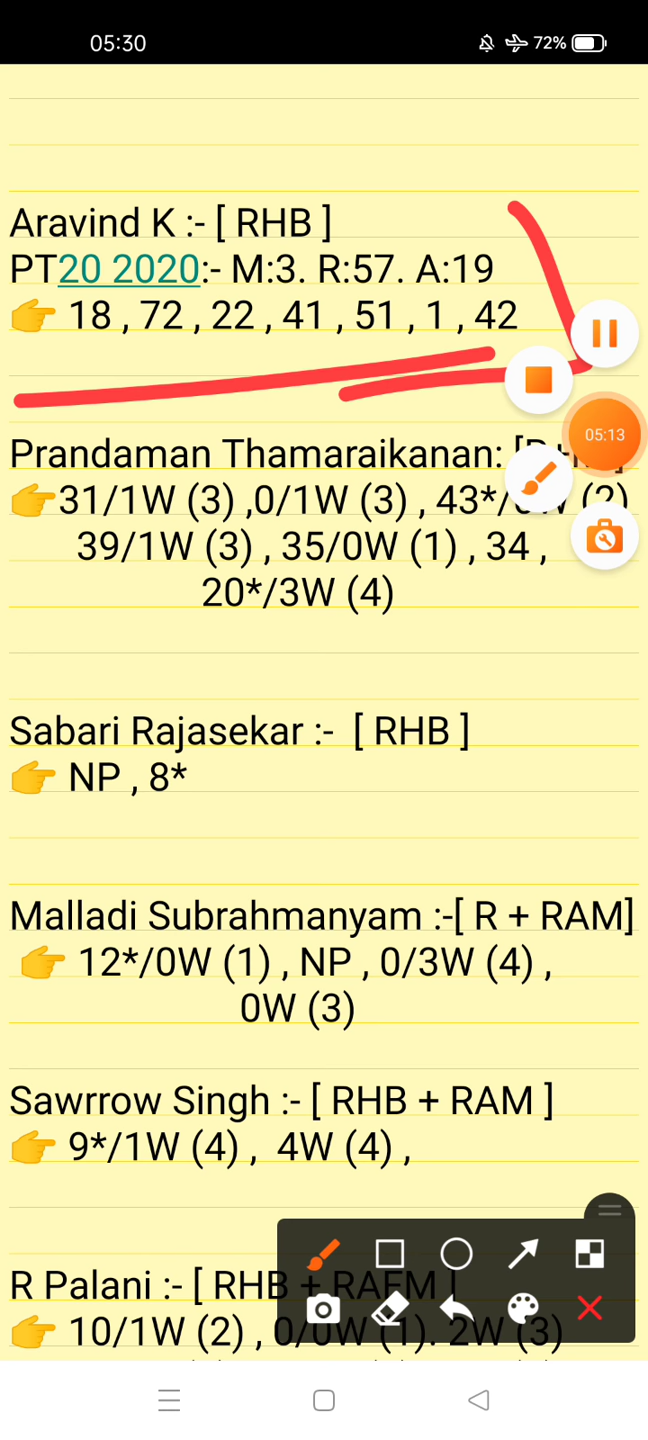 05:30
72%
Aravind K :- [ RHB ]
PT20 2020:- M:3. R:57. A:19
👉 18 , 72 , 22 , 41 , 51 , 1 , 42
05:13
Prandaman Thamaraikanan:
👉31/1W (3) ,0/1W (3) , 43*/0W (2)
39/1W (3) , 35/0W (1) , 34 ,
20*/3W (4)
Sabari Rajasekar :- [ RHB ]
👉 NP , 8*
Malladi Subrahmanyam :-[ R + RAM]
👉 12*/0W (1) , NP , 0/3W (4) ,
0W (3)
Sawrrow Singh :- [ RHB + RAM ]
👉 9*/1W (4) , 4W (4) ,
R Palani :- [ RHB + RAFM ]
👉 10/1W (2) , 0/0W (1). 2W (3)